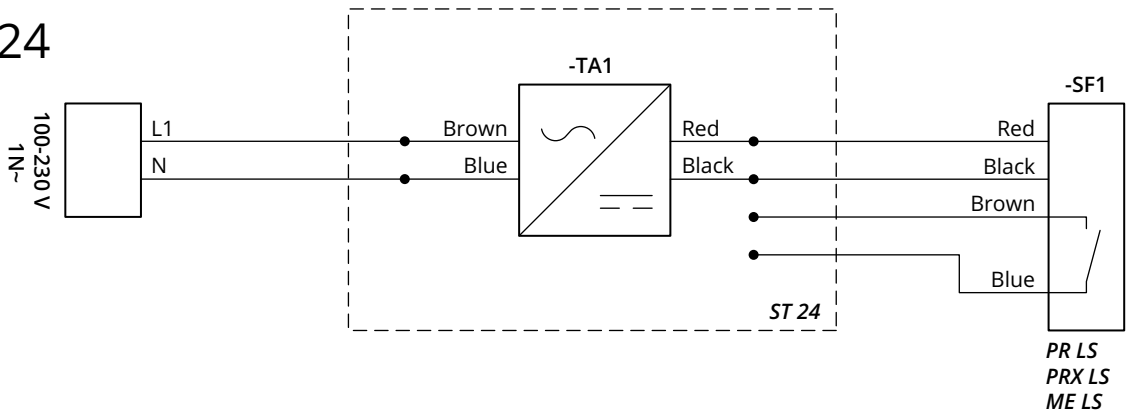 24
-TA1
-SF1
100-230 V
1N~
L1
Brown
Red
Red
N
Blue
Black
Black
Brown
Blue
ST 24
PR LS
PRX LS
ME LS